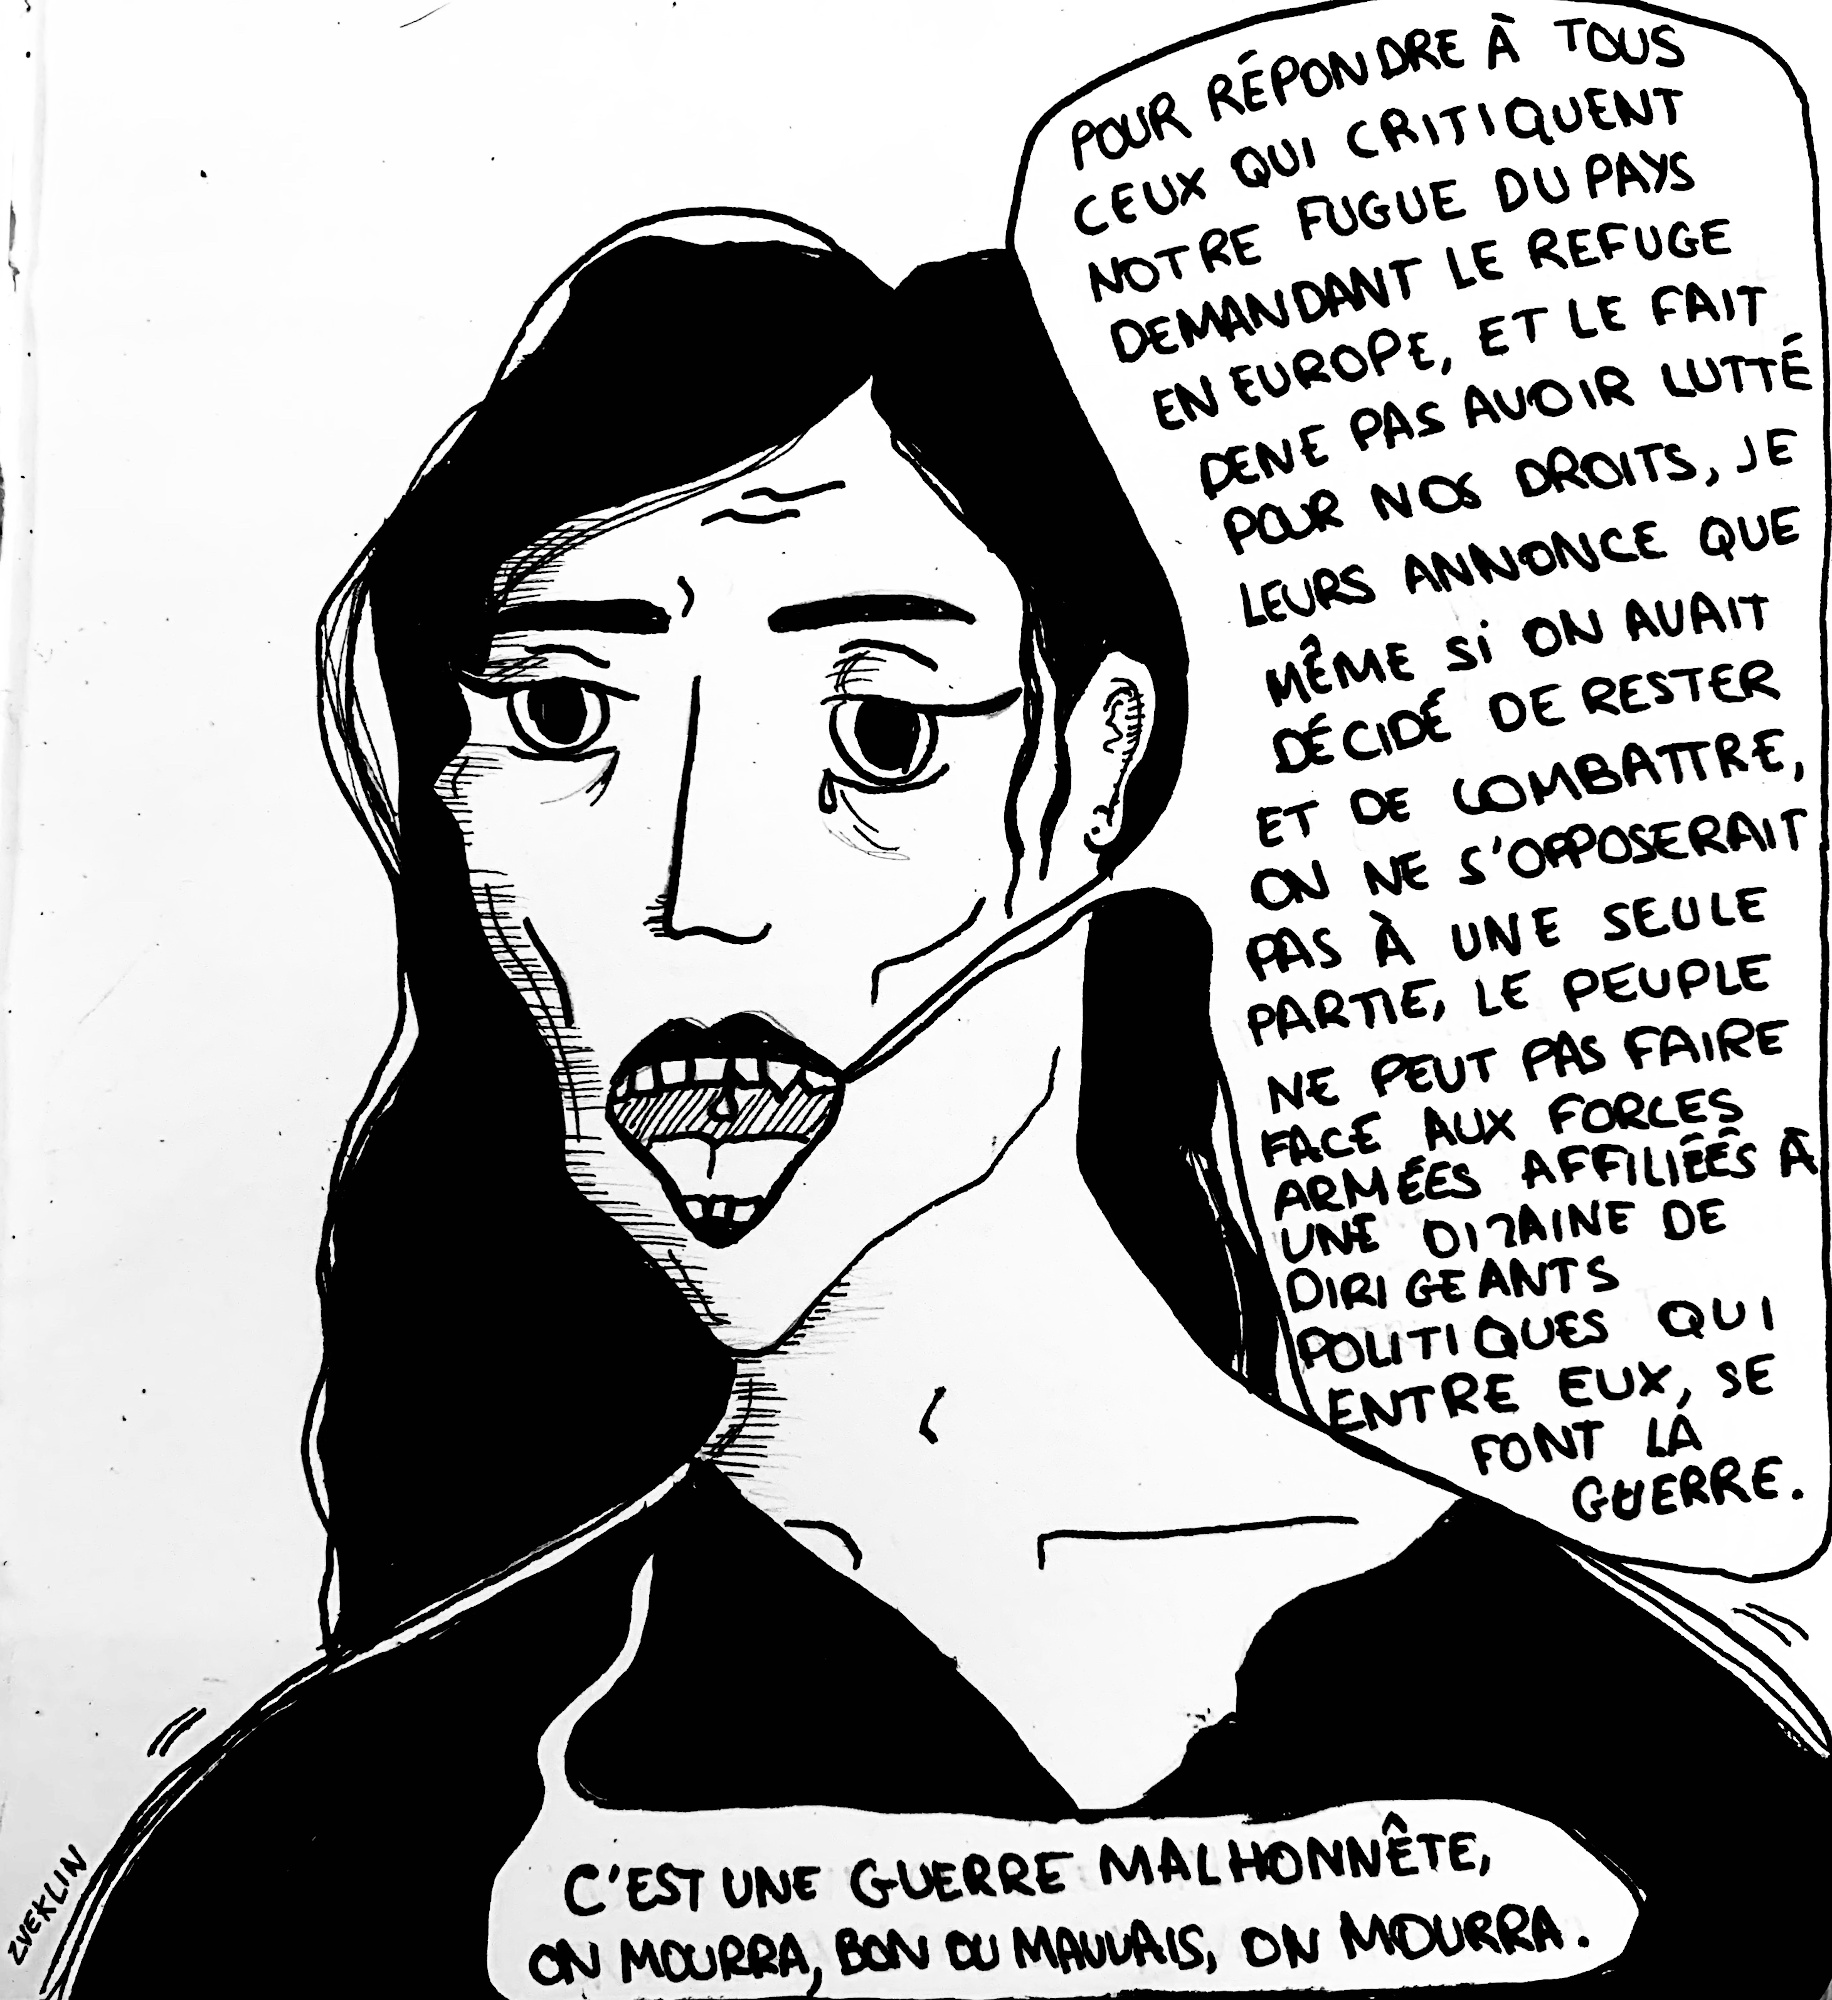 POUR RÉPONDRE À TOUS
CEUX QUI CRITIQUENT
NOTRE FUGUE DU PAYS
DEMANDANT LE REFUGE
EN EUROPE, ET LE FAIT
DE NE PAS AVOIR LUTTÉ
POUR NOS DROITS, JE
LEURS ANNONCE QUE
MÊME SI ON AVAIT
DÉCIDÉ DE RESTER
ET DE COMBATTRE,
ON NE S'OPPOSERAIT
PAS À UNE SEULE
PARTIE, LE PEUPLE
NE PEUT PAS FAIRE
FACE AUX FORCES
ARMÉES AFFILIÉÉS À
UNE DIZAINE DE
DIRIGEANTS
POLITIQUES QUI
ENTRE EUX, SE
FONT LA
GUERRE.
C'EST UNE GUERRE MALHONNÊTE,
ON MOURRA, BON OU MAUVAIS, ON MOURRA.
ZVEKLIN